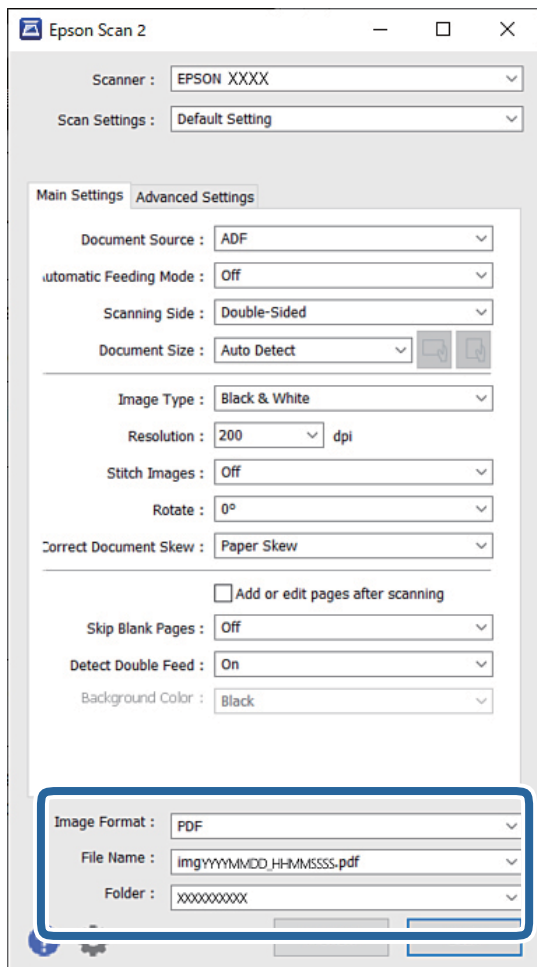 Epson Scan 2
Scanner : EPSON XXXX
Scan Settings : Default Setting
Main Settings Advanced Settings
Document Source : ADF
utomatic Feeding Mode : Off
Scanning Side : Double-Sided
Document Size : Auto Detect
Image Type : Black & White
Resolution : 200 dpi
Stitch Images : Off
Rotate : 0°
Correct Document Skew : Paper Skew
Add or edit pages after scanning
Skip Blank Pages : Off
Detect Double Feed : On
Background Color : Black
Image Format : PDF
File Name : imgYYYYMMDD_HHMMSSSS.pdf
Folder : XXXXXXXXXX